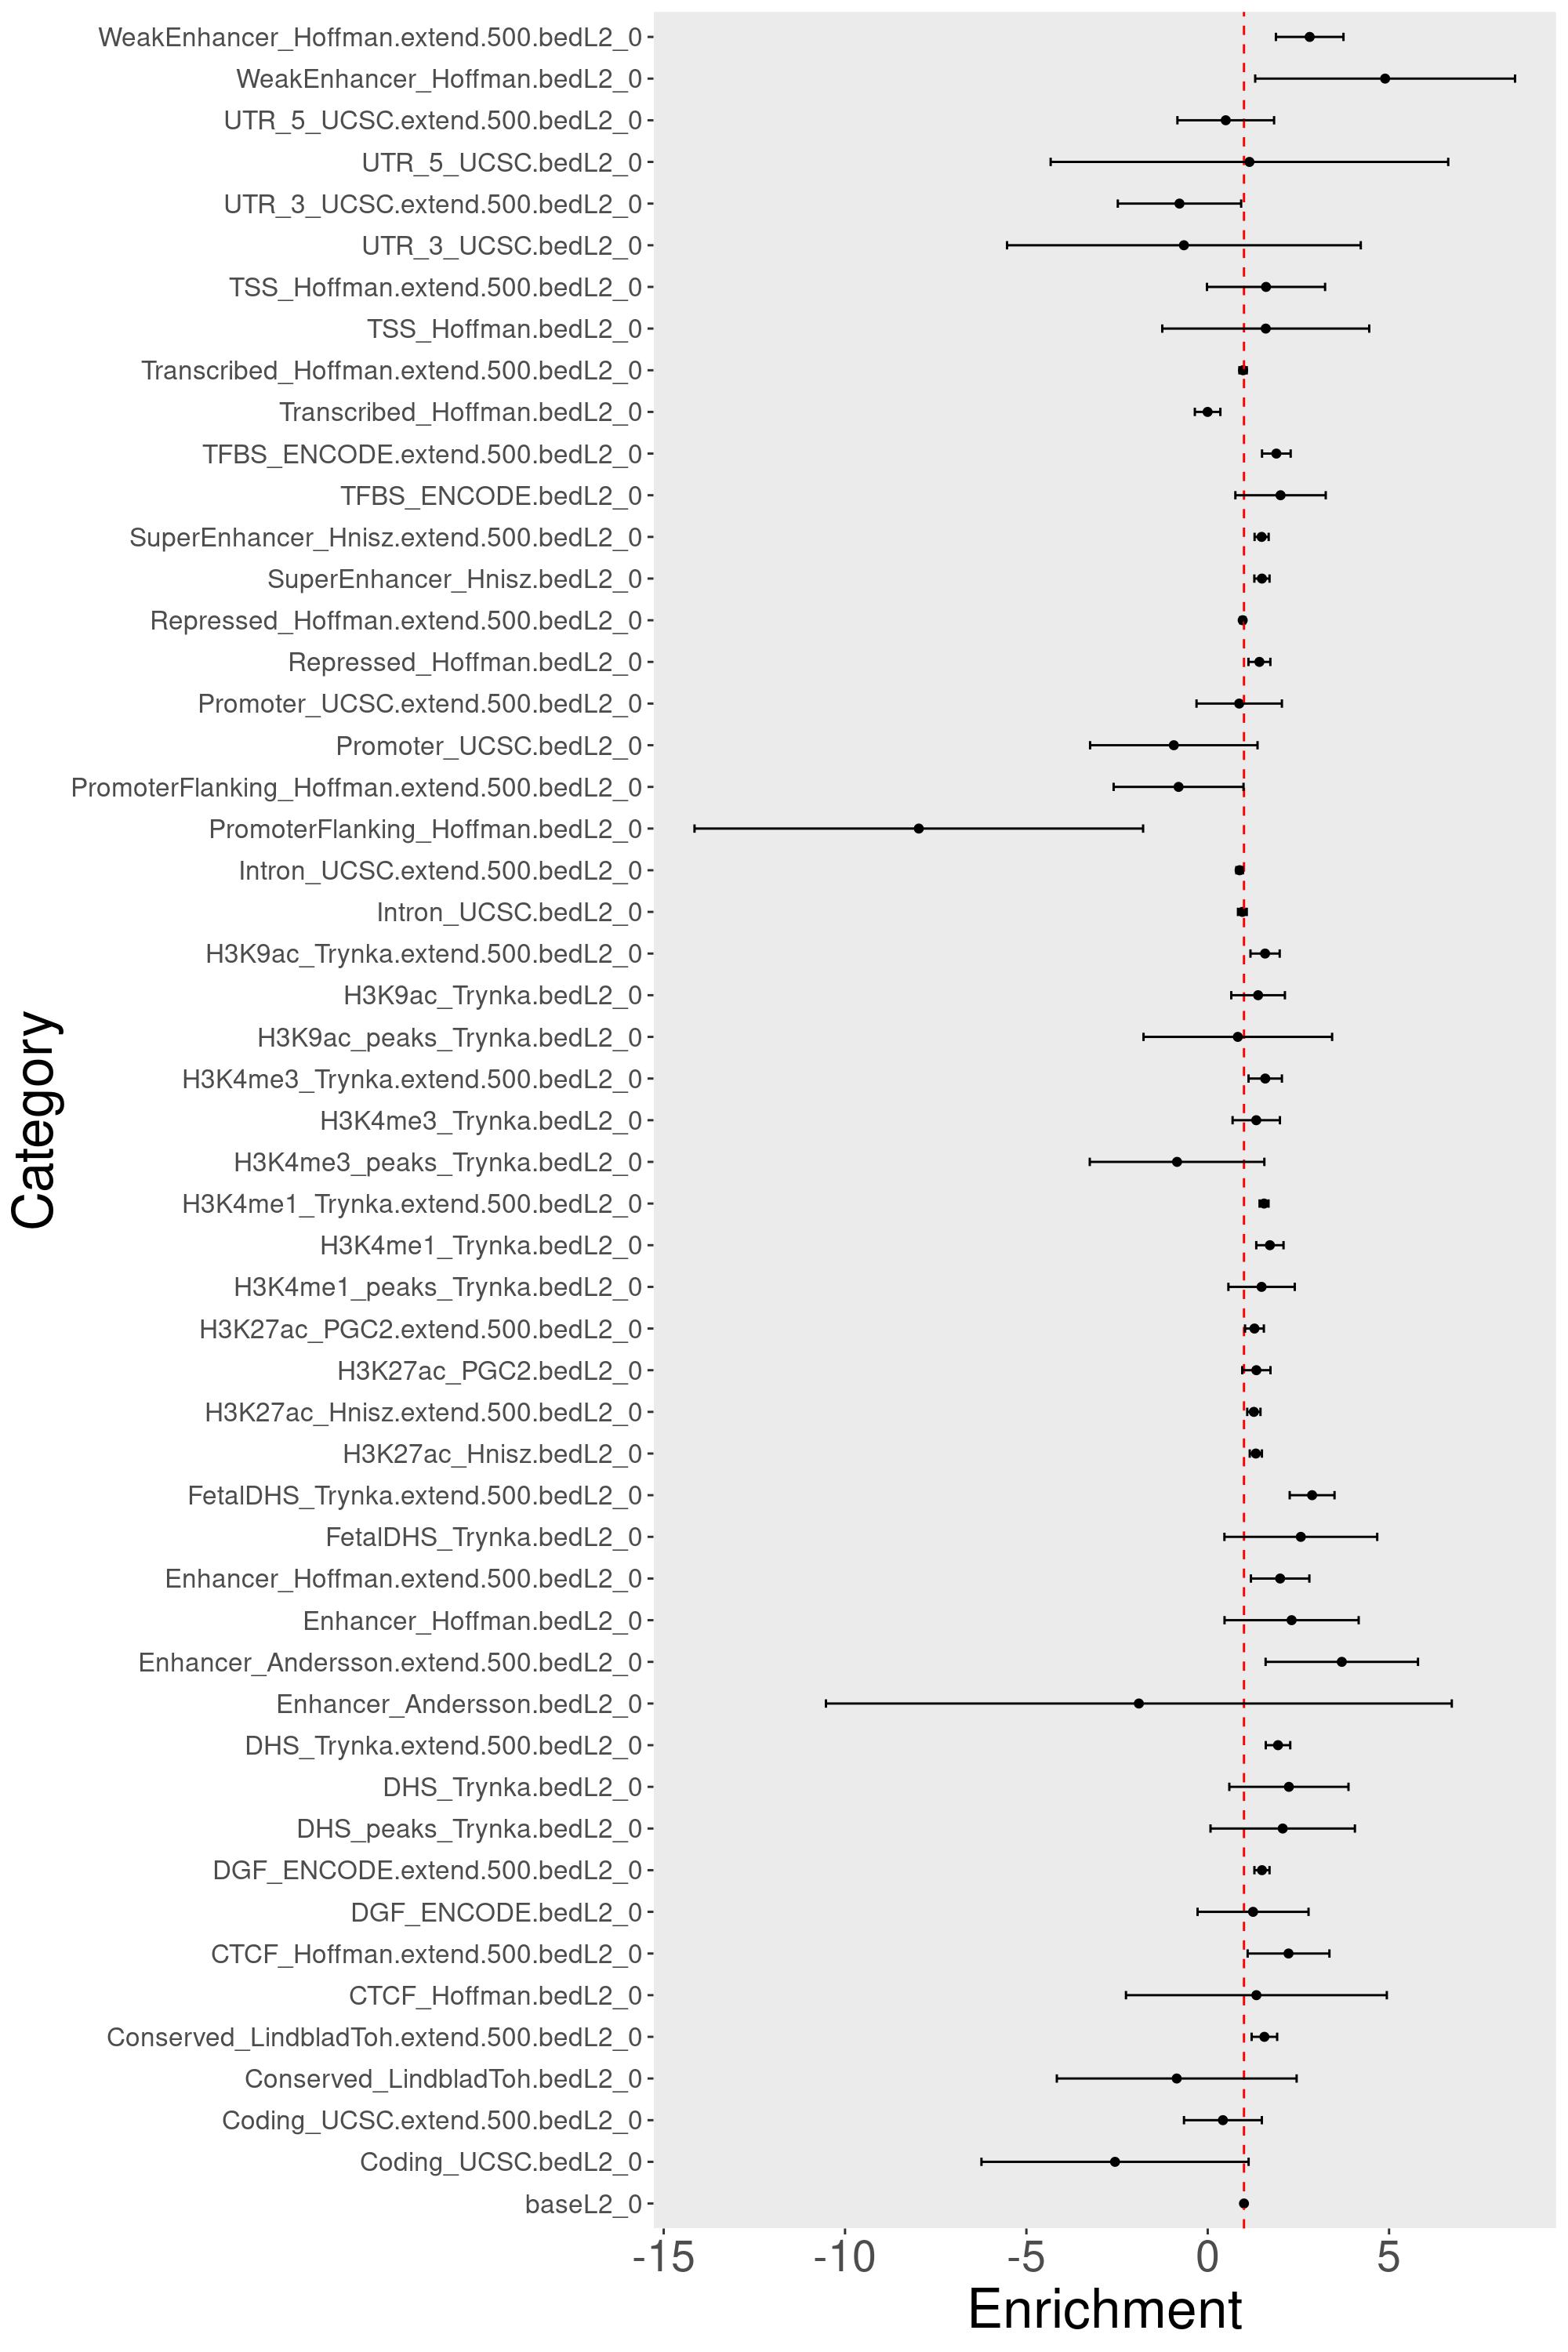 WeakEnhancer_Hoffman.extend.500.bedL2_0
WeakEnhancer_Hoffman.bedL2_0
UTR_5_UCSC.extend.500.bedL2_0
UTR_5_UCSC.bedL2_0
UTR_3_UCSC.extend.500.bedL2_0
UTR_3_UCSC.bedL2_0
TSS_Hoffman.extend.500.bedL2_0
TSS_Hoffman.bedL2_0
Transcribed_Hoffman.extend.500.bedL2_0
Transcribed_Hoffman.bedL2_0
TFBS_ENCODE.extend.500.bedL2_0
TFBS_ENCODE.bedL2_0
SuperEnhancer_Hnisz.extend.500.bedL2_0
SuperEnhancer_Hnisz.bedL2_0
Repressed_Hoffman.extend.500.bedL2_0
Repressed_Hoffman.bedL2_0
Promoter_UCSC.extend.500.bedL2_0
Promoter_UCSC.bedL2_0
PromoterFlanking_Hoffman.extend.500.bedL2_0
PromoterFlanking_Hoffman.bedL2_0
Intron_UCSC.extend.500.bedL2_0
Intron_UCSC.bedL2_0
H3K9ac_Trynka.extend.500.bedL2_0
H3K9ac_Trynka.bedL2_0
H3K9ac_peaks_Trynka.bedL2_0
H3K4me3_Trynka.extend.500.bedL2_0
H3K4me3_Trynka.bedL2_0
H3K4me3_peaks_Trynka.bedL2_0
H3K4me1_Trynka.extend.500.bedL2_0
H3K4me1_Trynka.bedL2_0
H3K4me1_peaks_Trynka.bedL2_0
H3K27ac_PGC2.extend.500.bedL2_0
H3K27ac_PGC2.bedL2_0
H3K27ac_Hnisz.extend.500.bedL2_0
H3K27ac_Hnisz.bedL2_0
FetalDHS_Trynka.extend.500.bedL2_0
FetalDHS_Trynka.bedL2_0
Enhancer_Hoffman.extend.500.bedL2_0
Enhancer_Hoffman.bedL2_0
Enhancer_Andersson.extend.500.bedL2_0
Enhancer_Andersson.bedL2_0
DHS_Trynka.extend.500.bedL2_0
DHS_Trynka.bedL2_0
DHS_peaks_Trynka.bedL2_0
DGF_ENCODE.extend.500.bedL2_0
DGF_ENCODE.bedL2_0
CTCF_Hoffman.extend.500.bedL2_0
CTCF_Hoffman.bedL2_0
Conserved_LindbladToh.extend.500.bedL2_0
Conserved_LindbladToh.bedL2_0
Coding_UCSC.extend.500.bedL2_0
Coding_UCSC.bedL2_0
baseL2_0
Category
-15 -10 -5 0 5
Enrichment